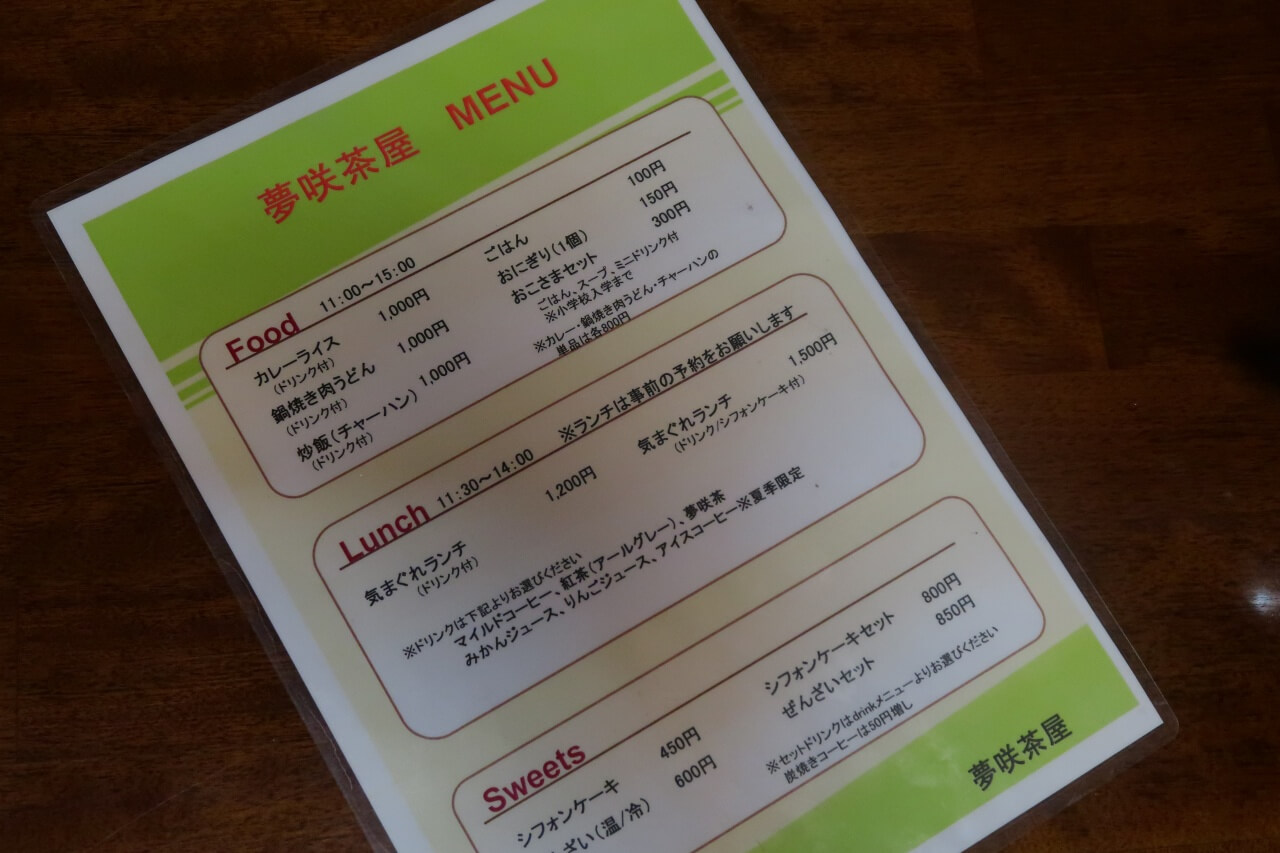 夢咲茶屋 MENU
Food 11:00～15:00
カレーライス 1,000円
(ドリンク付)
鍋焼き肉うどん 1,000円
(ドリンク付)
炒飯(チャーハン) 1,000円
(ドリンク付)
ごはん 100円
おにぎり(1個) 150円
おこさまセット 300円
ごはん、スープ、ミニドリンク付
※小学校入学まで
※カレー・鍋焼き肉うどん・チャーハンの
単品は各800円
Lunch 11:30～14:00 ※ランチは事前の予約をお願いします
気まぐれランチ 1,200円
(ドリンク付)
気まぐれランチ 1,500円
(ドリンク/シフォンケーキ付)
※ドリンクは下記よりお選びください
マイルドコーヒー、紅茶(アールグレー)、夢咲茶
みかんジュース、りんごジュース、アイスコーヒー※夏季限定
Sweets
シフォンケーキ 450円
ざい(温/冷) 600円
シフォンケーキセット 800円
ぜんざいセット 850円
※セットドリンクはdrinkメニューよりお選びください
炭焼きコーヒーは50円増し
夢咲茶屋